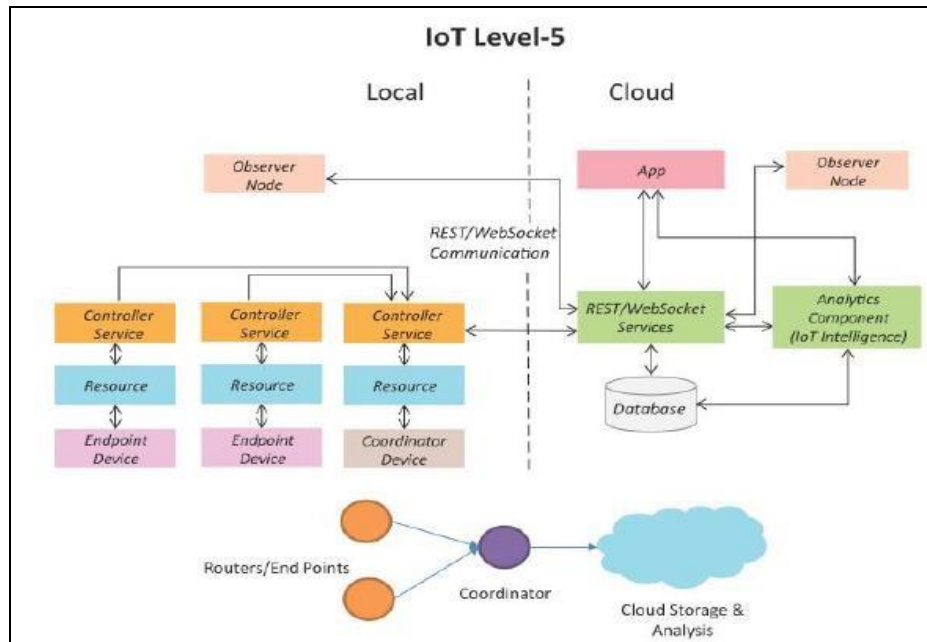 IoT Level-5
Local
Cloud
Observer
Node
App
Observer
Node
REST/WebSocket
Communication
Controller
Service
Controller
Service
Controller
Service
REST/WebSocket
Services
Analytics
Component
(IoT Intelligence)
Resource
Resource
Resource
Database
Endpoint
Device
Endpoint
Device
Coordinator
Device
Routers/End Points
Coordinator
Cloud Storage &
Analysis